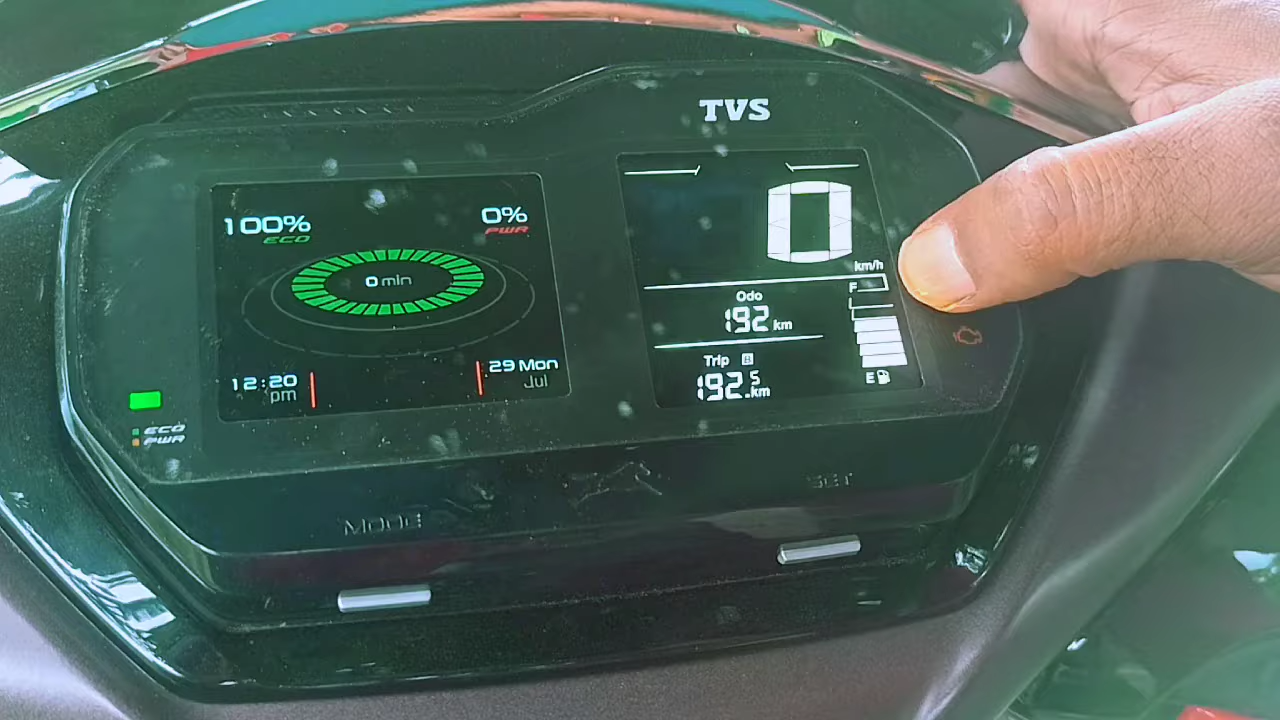 TVS
100%
ECO
0%
PWR
0 min
12:20
pm
29 Mon
Jul
ECO
PWR
0
km/h
F
Odo
192 km
Trip B
192.5 km
E
MODE
SET